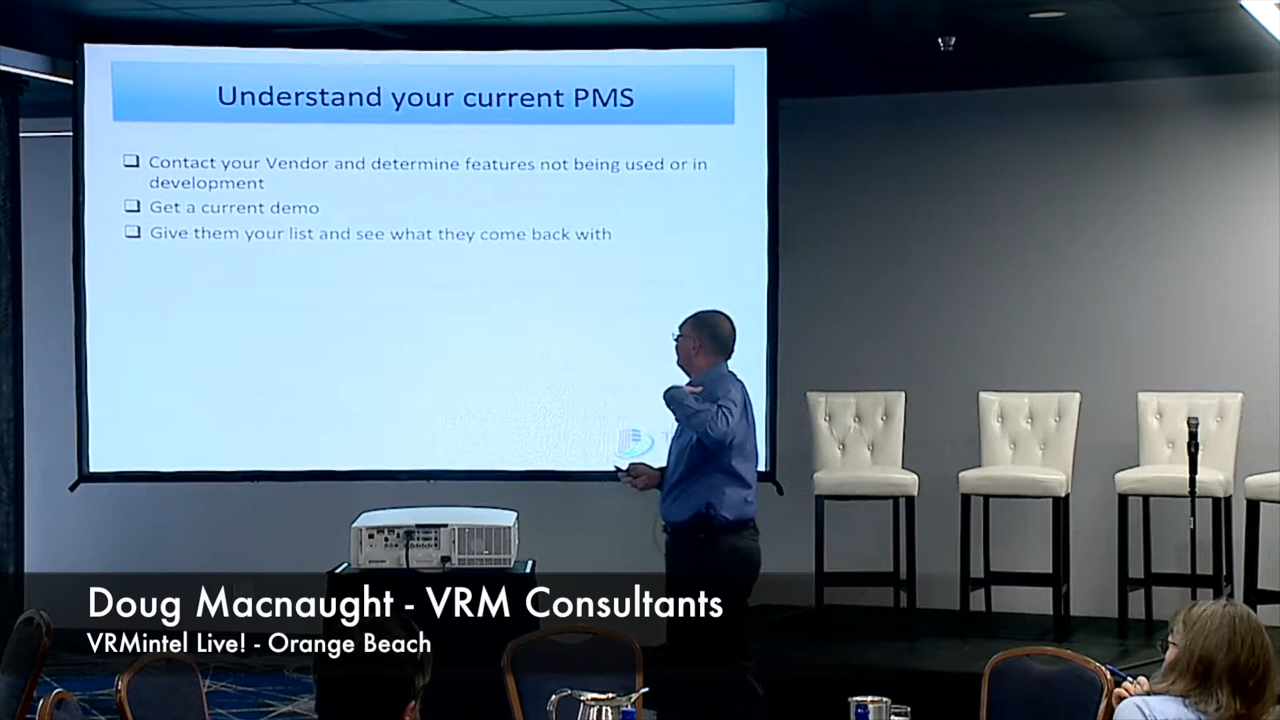 Understand your current PMS
Contact your Vendor and determine features not being used or in
development
Get a current demo
Give them your list and see what they come back with
Doug Macnaught - VRM Consultants
VRMintel Live! - Orange Beach